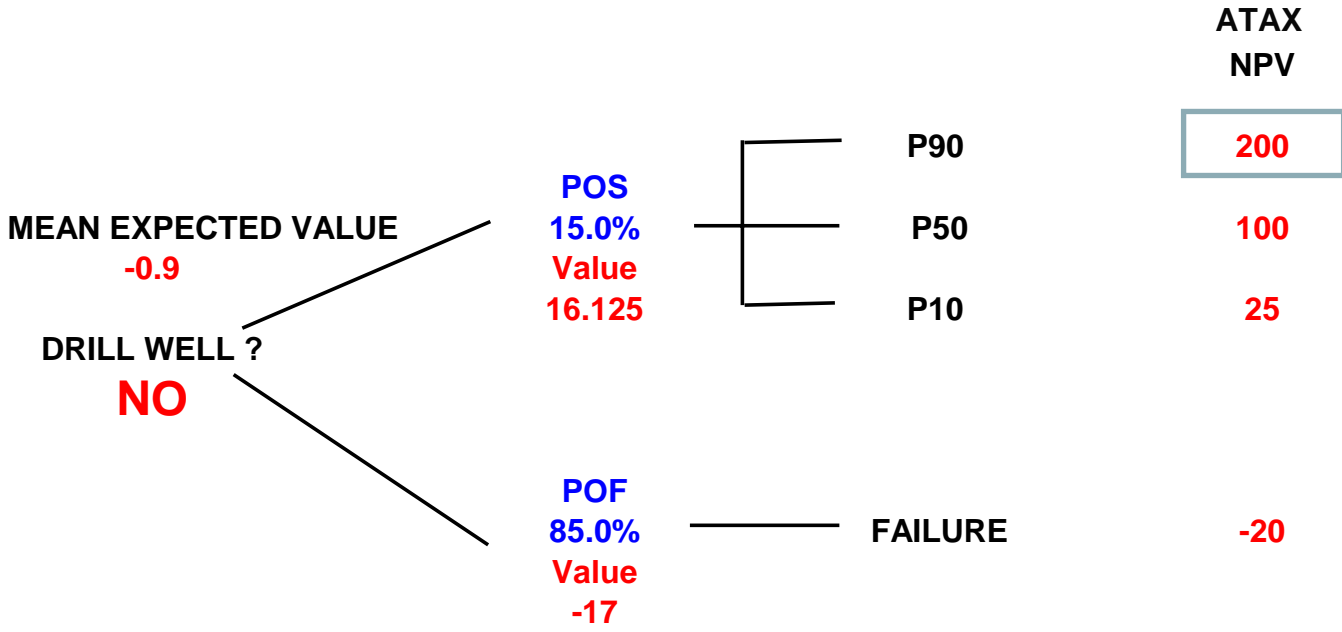 ATAX
NPV
P90 200
POS
MEAN EXPECTED VALUE 15.0% P50 100
-0.9 Value
16.125 P10 25
DRILL WELL ?
NO
POF
85.0% FAILURE -20
Value
-17